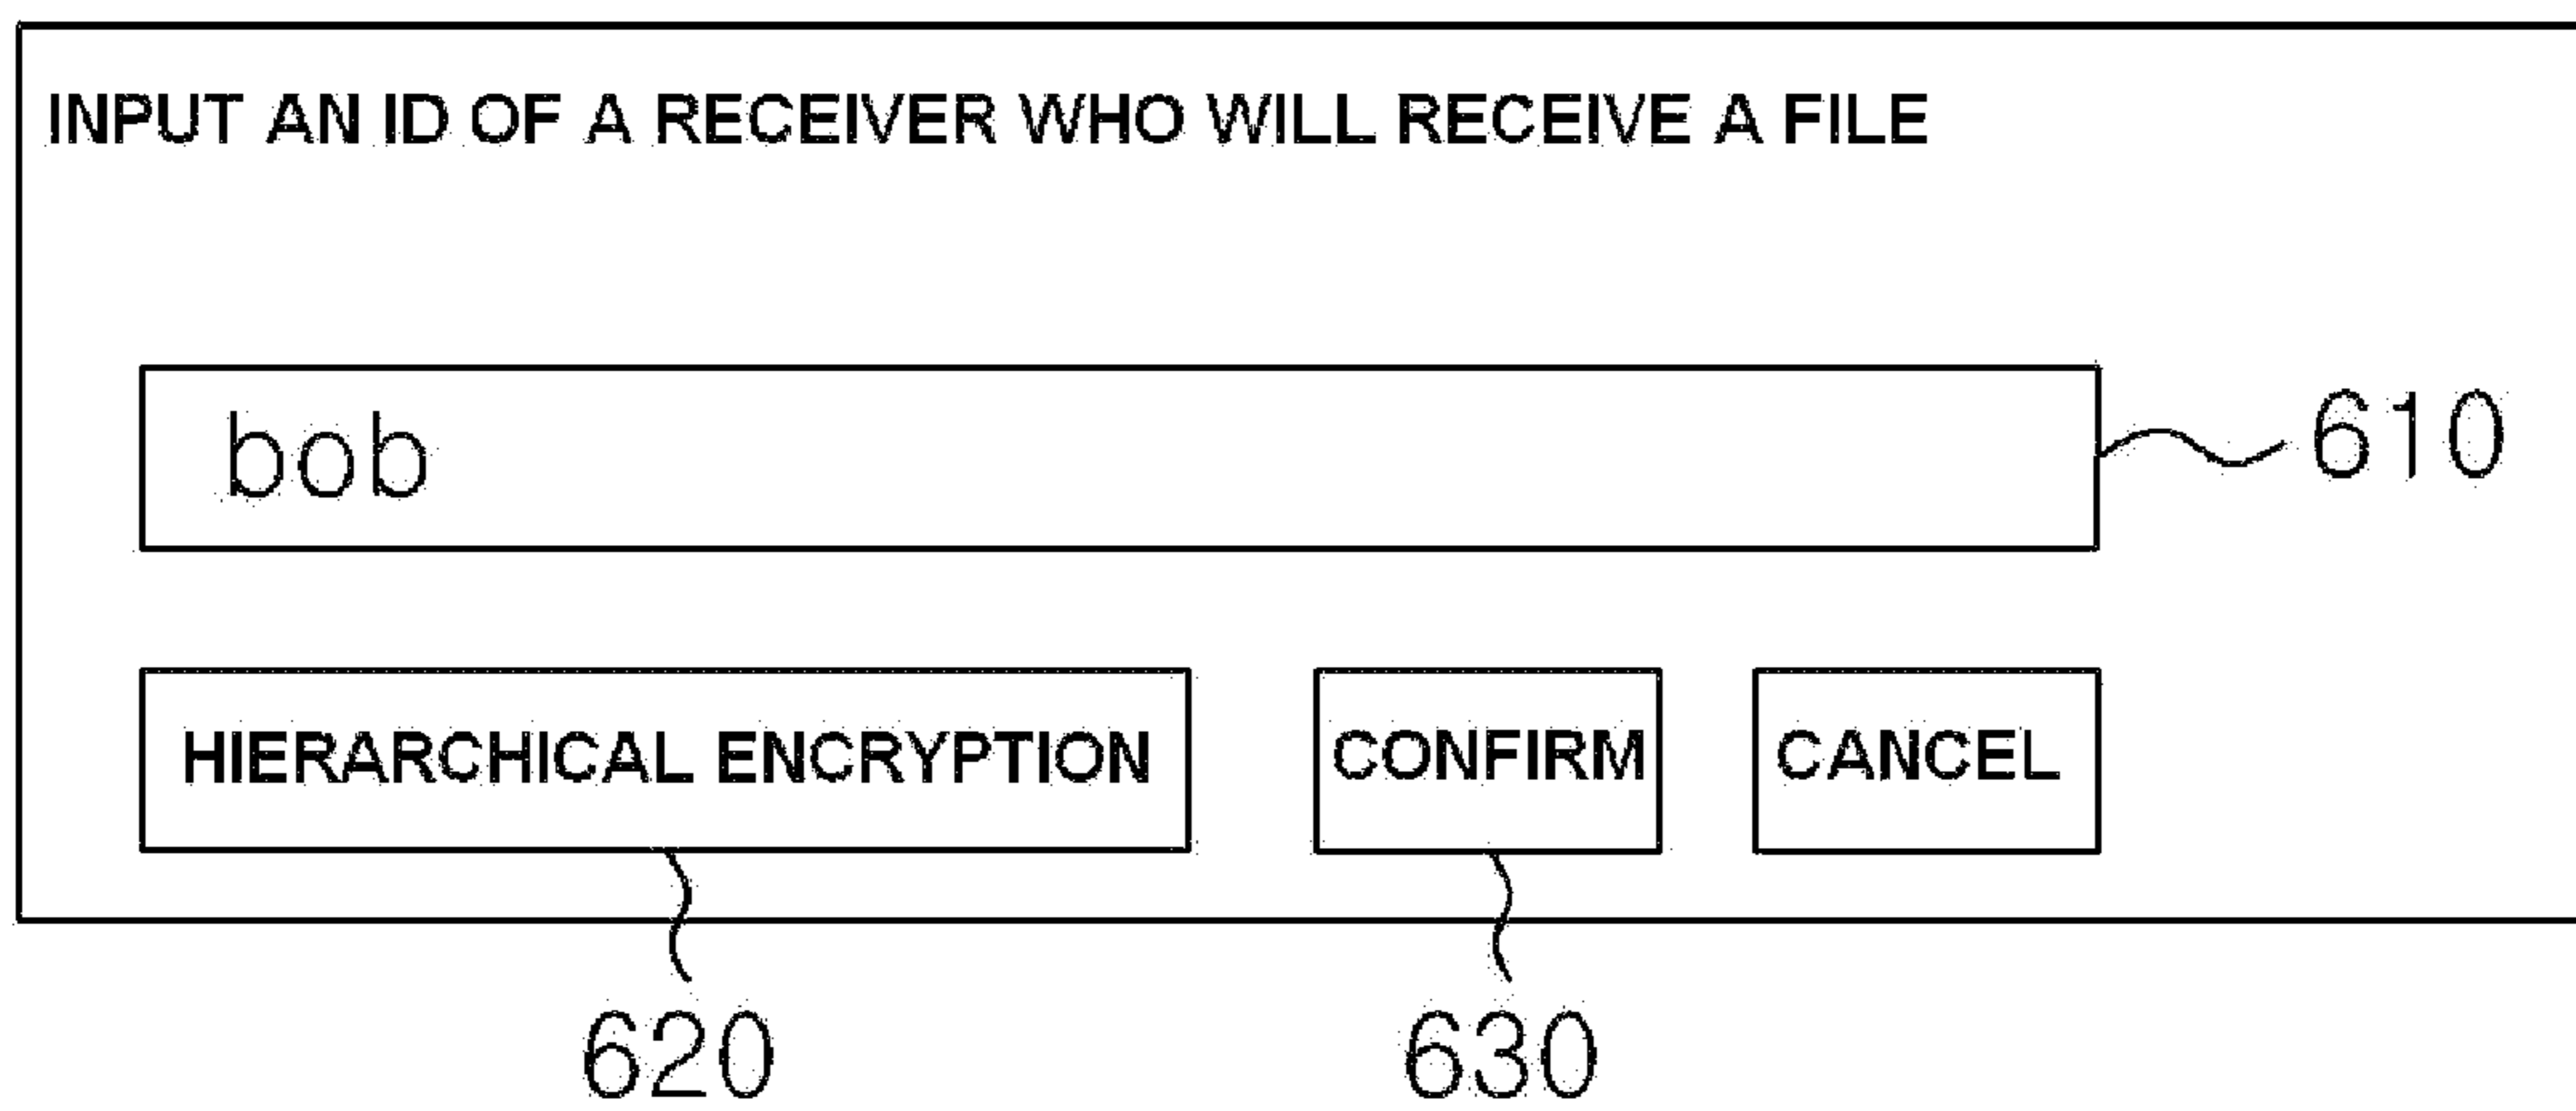 INPUT AN ID OF A RECEIVER WHO WILL RECEIVE A FILE
bob 610
HIERARCHICAL ENCRYPTION CONFIRM CANCEL
620 630